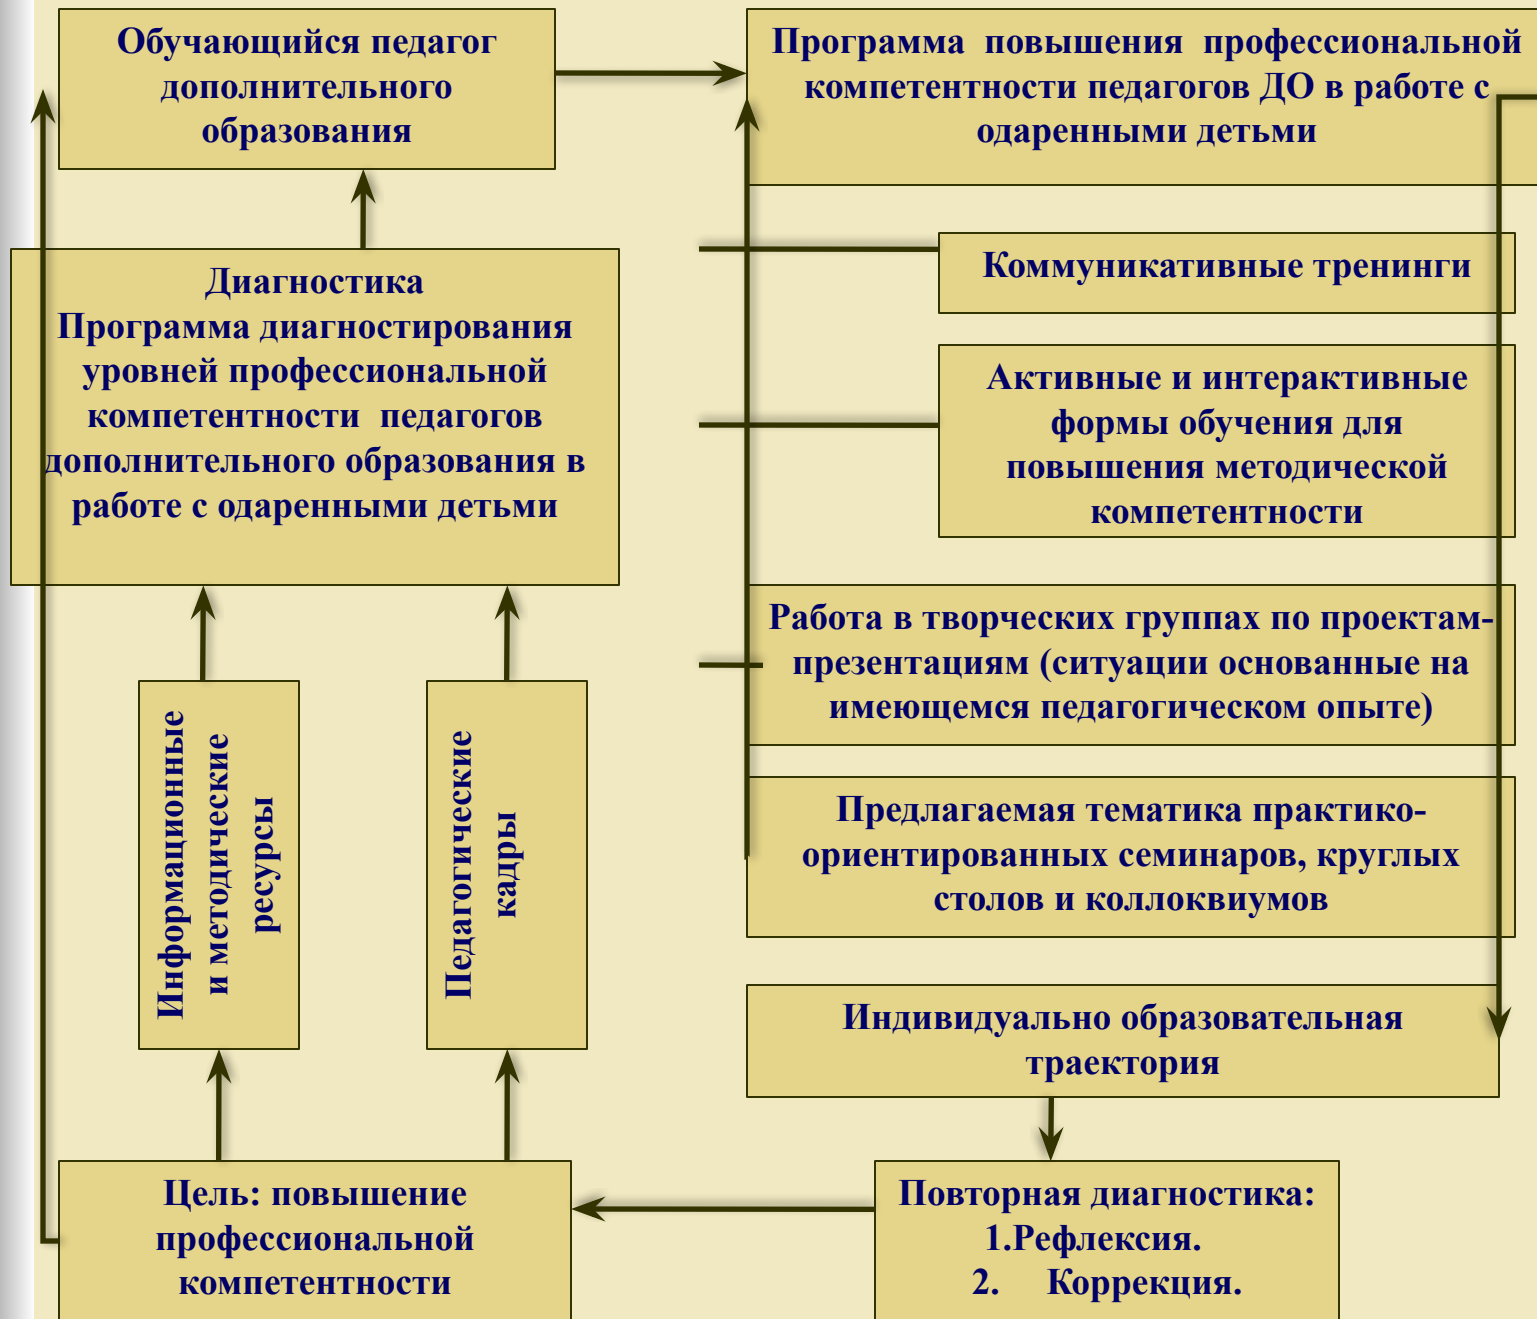 Обучающийся педагог
дополнительного
образования
Программа повышения профессиональной
компетентности педагогов ДО в работе с
одаренными детьми
Диагностика
Программа диагностирования
уровней профессиональной
компетентности педагогов
дополнительного образования в
работе с одаренными детьми
Коммуникативные тренинги
Активные и интерактивные
формы обучения для
повышения методической
компетентности
Работа в творческих группах по проектам-
презентациям (ситуации основанные на
имеющемся педагогическом опыте)
Предлагаемая тематика практико-
ориентированных семинаров, круглых
столов и коллоквиумов
Информационные
и методические
ресурсы
Педагогические
кадры
Индивидуально образовательная
траектория
Цель: повышение
профессиональной
компетентности
Повторная диагностика:
1.Рефлексия.
2. Коррекция.